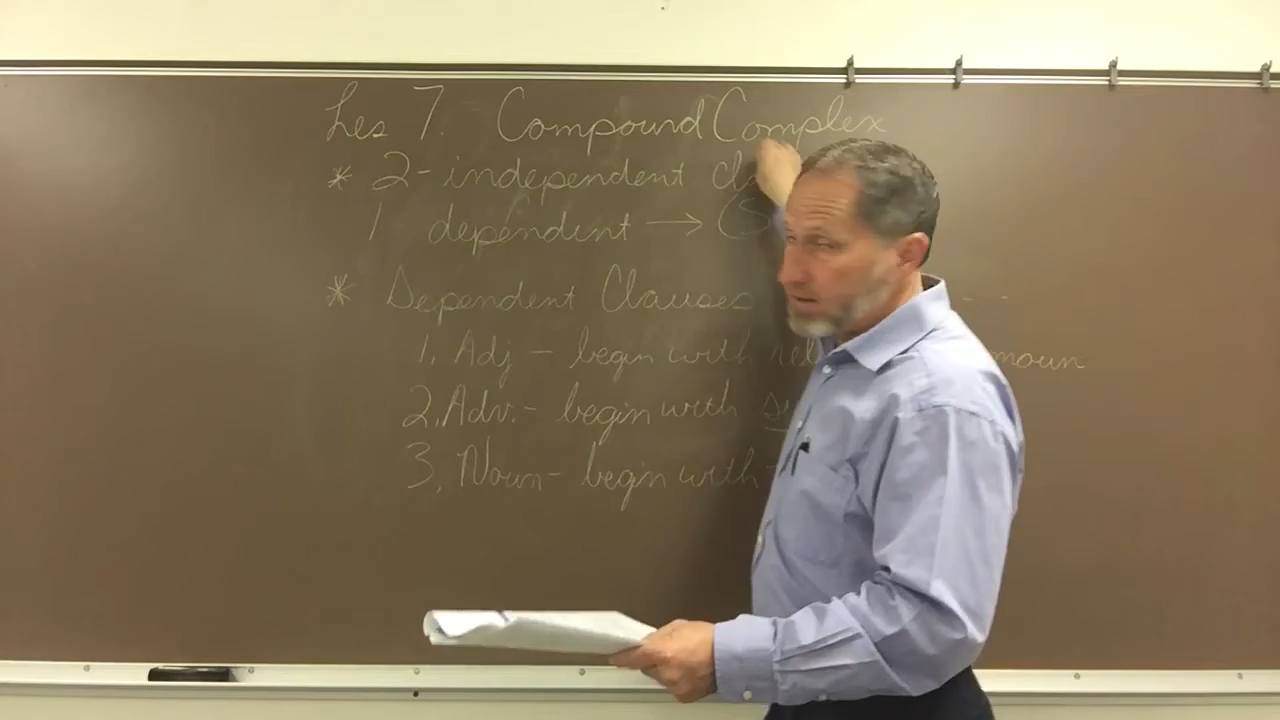 Les 7. Compound Complex
* 2-independent
1 dependent →
* Dependent Clauses
1. Adj - begin with
2. Adv. - begin with
3. Noun - begin with